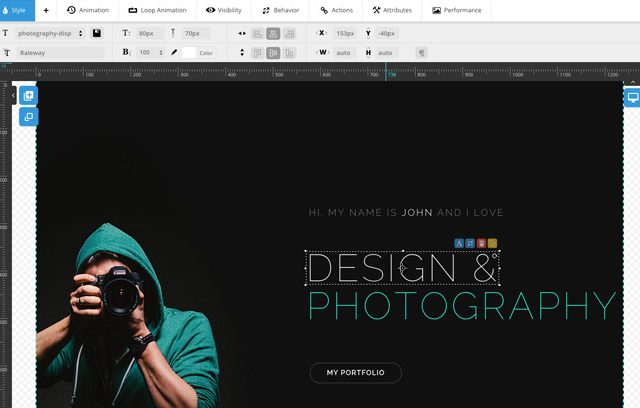 Style + Animation Loop Animation Visibility Behavior Actions Attributes Performance
photography-disp 80px 70px X 153px Y -40px
Raleway B 100 Color W auto H auto
0 100 200 300 400 500 600 700 738 800 900 1000 1100 1200
HI, MY NAME IS JOHN AND I LOVE
DESIGN &
PHOTOGRAPHY
MY PORTFOLIO